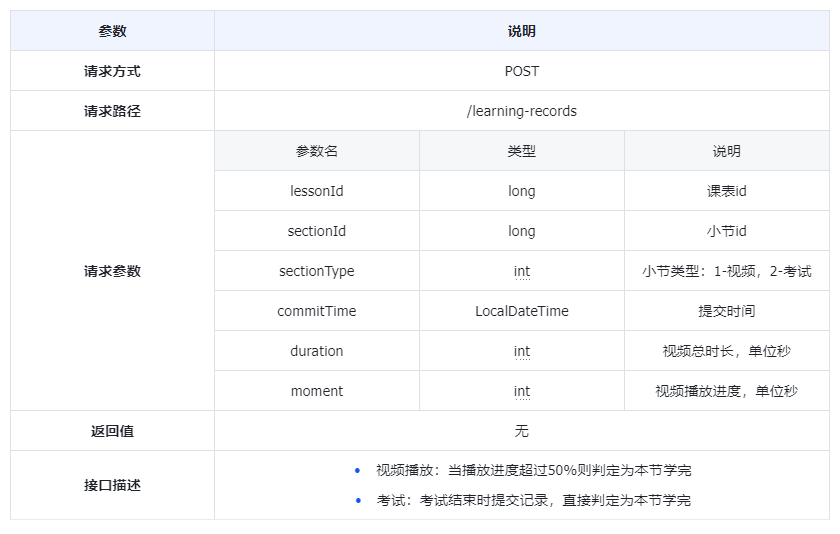 参数 说明
请求方式 POST
请求路径 /learning-records
请求参数
参数名 类型 说明
lessonId long 课表id
sectionId long 小节id
sectionType int 小节类型：1-视频，2-考试
commitTime LocalDateTime 提交时间
duration int 视频总时长，单位秒
moment int 视频播放进度，单位秒
返回值 无
接口描述
• 视频播放：当播放进度超过50%则判定为本节学完
• 考试：考试结束时提交记录，直接判定为本节学完